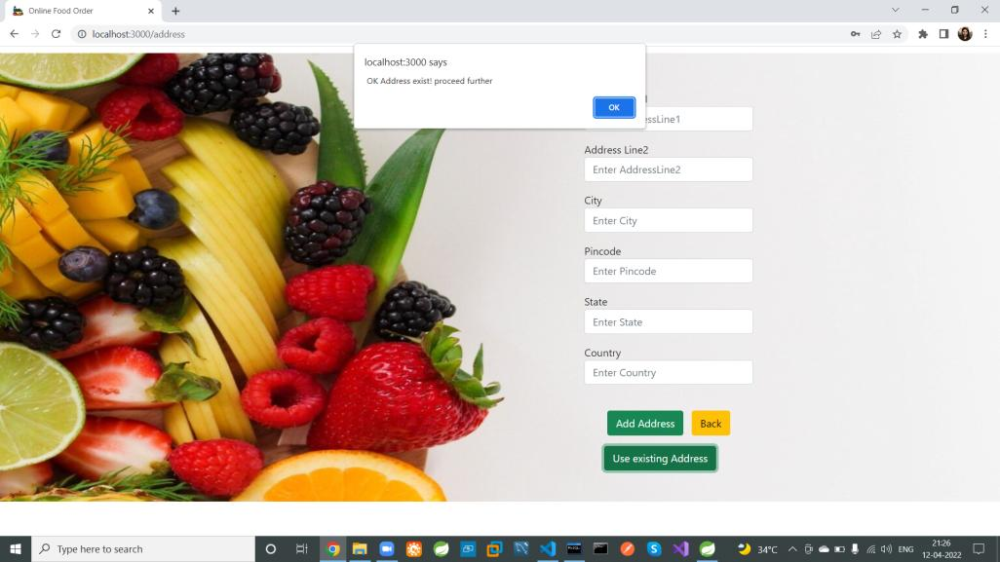 Online Food Order
localhost:3000/address
localhost:3000 says
OK Address exist! proceed further
OK
essLine1
Address Line2
Enter AddressLine2
City
Enter City
Pincode
Enter Pincode
State
Enter State
Country
Enter Country
Add Address
Back
Use existing Address
Type here to search
34°C
ENG
21:26
12-04-2022